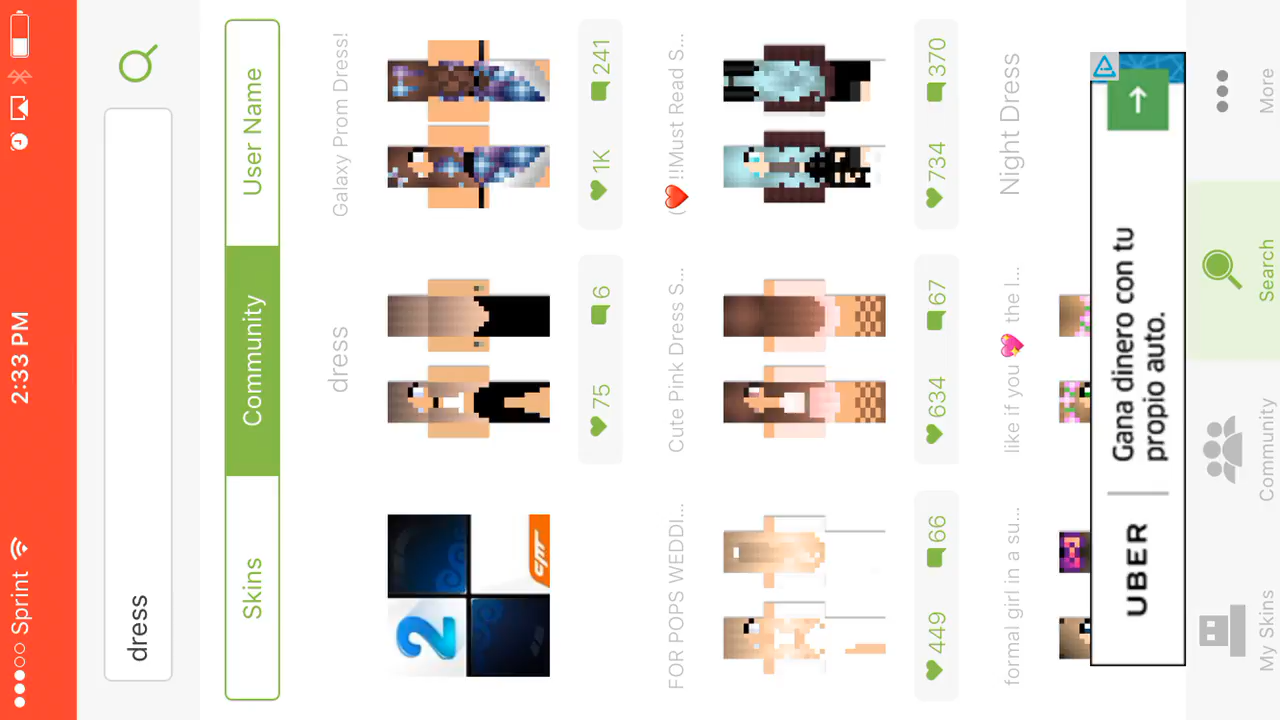 Sprint
2:33 PM
dress
Skins
Community
User Name
dress
Galaxy Prom Dress!
2
CM
75
6
1K
241
FOR POPS WEDDI...
Cute Pink Dress S...
(❤️ !!Must Read S...
449
66
634
67
734
370
formal girl in a su...
like if you 💖 the l...
Night Dress
UBER
Gana dinero con tu
propio auto.
My Skins
Community
Search
More